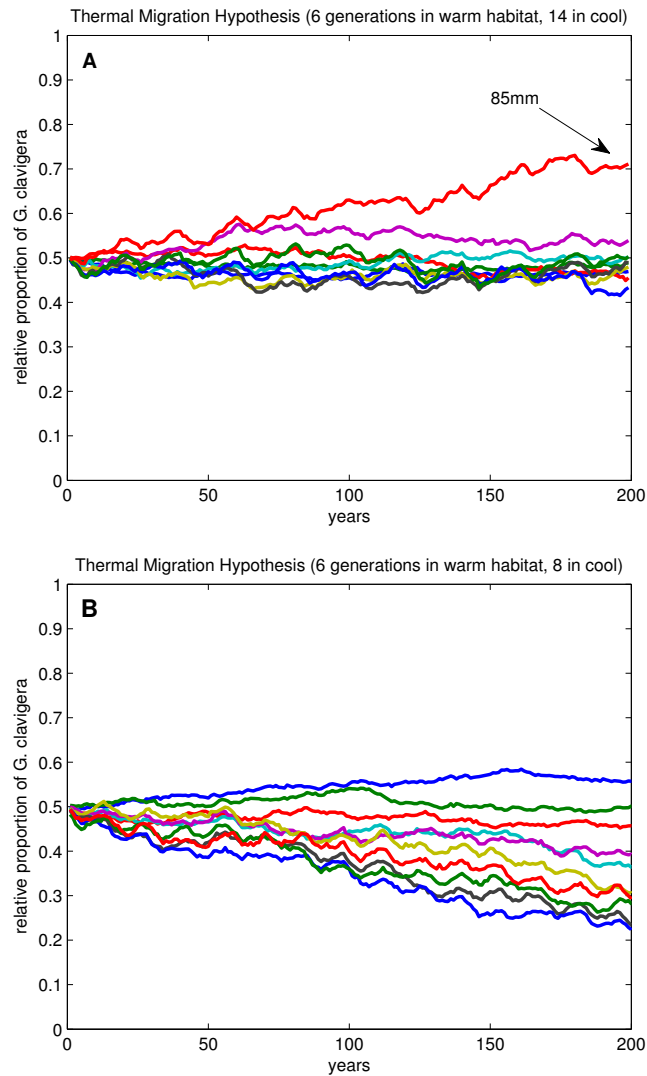 Thermal Migration Hypothesis (6 generations in warm habitat, 14 in cool)
1
A
0.9
85mm
0.8
0.7
0.6
0.5
0.4
0.3
0.2
0.1
0
relative proportion of G. clavigera
0 50 100 150 200
years
Thermal Migration Hypothesis (6 generations in warm habitat, 8 in cool)
1
B
0.9
0.8
0.7
0.6
0.5
0.4
0.3
0.2
0.1
0
relative proportion of G. clavigera
0 50 100 150 200
years